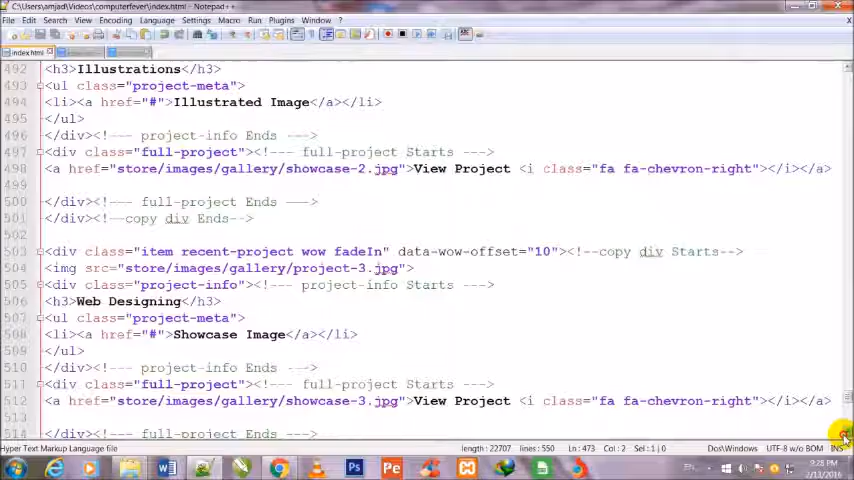 C:\Users\amjad\Videos\computerfever\index.html - Notepad++
File Edit Search View Encoding Language Settings Macro Run Plugins Window ?
index.html
492 <h3>Illustrations</h3>
493 <ul class="project-meta">
494 <li><a href="#">Illustrated Image</a></li>
495 </ul>
496 </div><!--- project-info Ends --->
497 <div class="full-project"><!--- full-project Starts --->
498 <a href="store/images/gallery/showcase-2.jpg">View Project <i class="fa fa-chevron-right"></i></a>
499
500 </div><!--- full-project Ends --->
501 </div><!--copy div Ends-->
502
503 <div class="item recent-project wow fadeIn" data-wow-offset="10"><!--copy div Starts-->
504 <img src="store/images/gallery/project-3.jpg">
505 <div class="project-info"><!--- project-info Starts --->
506 <h3>Web Designing</h3>
507 <ul class="project-meta">
508 <li><a href="#">Showcase Image</a></li>
509 </ul>
510 </div><!--- project-info Ends --->
511 <div class="full-project"><!--- full-project Starts --->
512 <a href="store/images/gallery/showcase-3.jpg">View Project <i class="fa fa-chevron-right"></i></a>
513
514 </div><!--- full-project Ends --->
Hyper Text Markup Language file length : 22707 lines : 550 Ln : 473 Col : 2 Sel : 1 | 0 Dos\Windows UTF-8 w/o BOM INS
EN 9:28 PM
2/13/2016